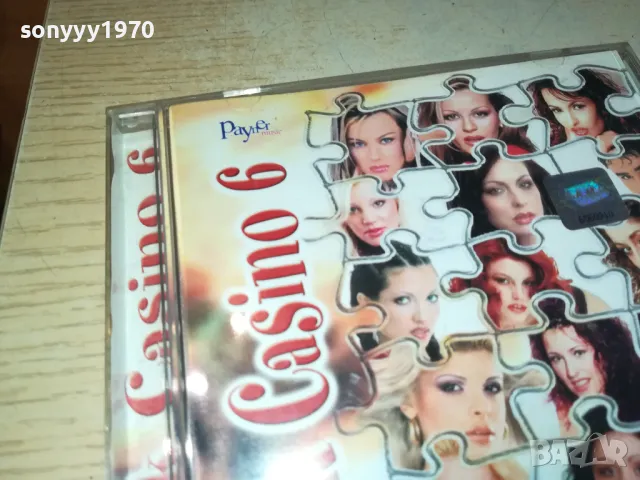 sonyyy1970
Payner
music
Casino 6
k Casino 6
BAZAR